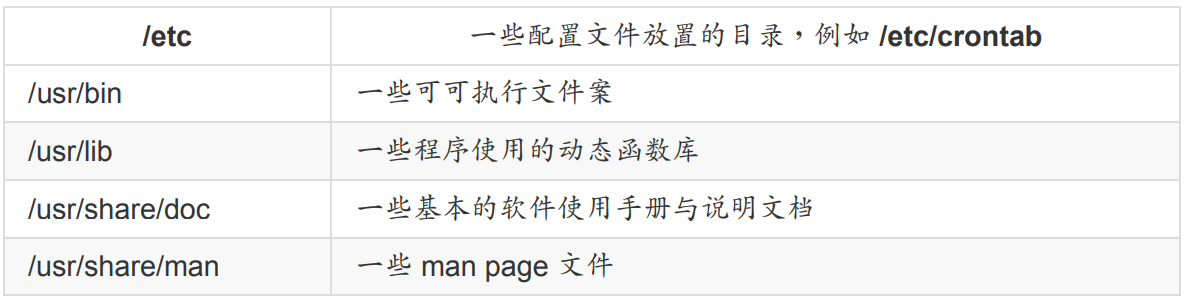 /etc 一些配置文件放置的目录，例如 /etc/crontab
/usr/bin 一些可可执行文件案
/usr/lib 一些程序使用的动态函数库
/usr/share/doc 一些基本的软件使用手册与说明文档
/usr/share/man 一些 man page 文件